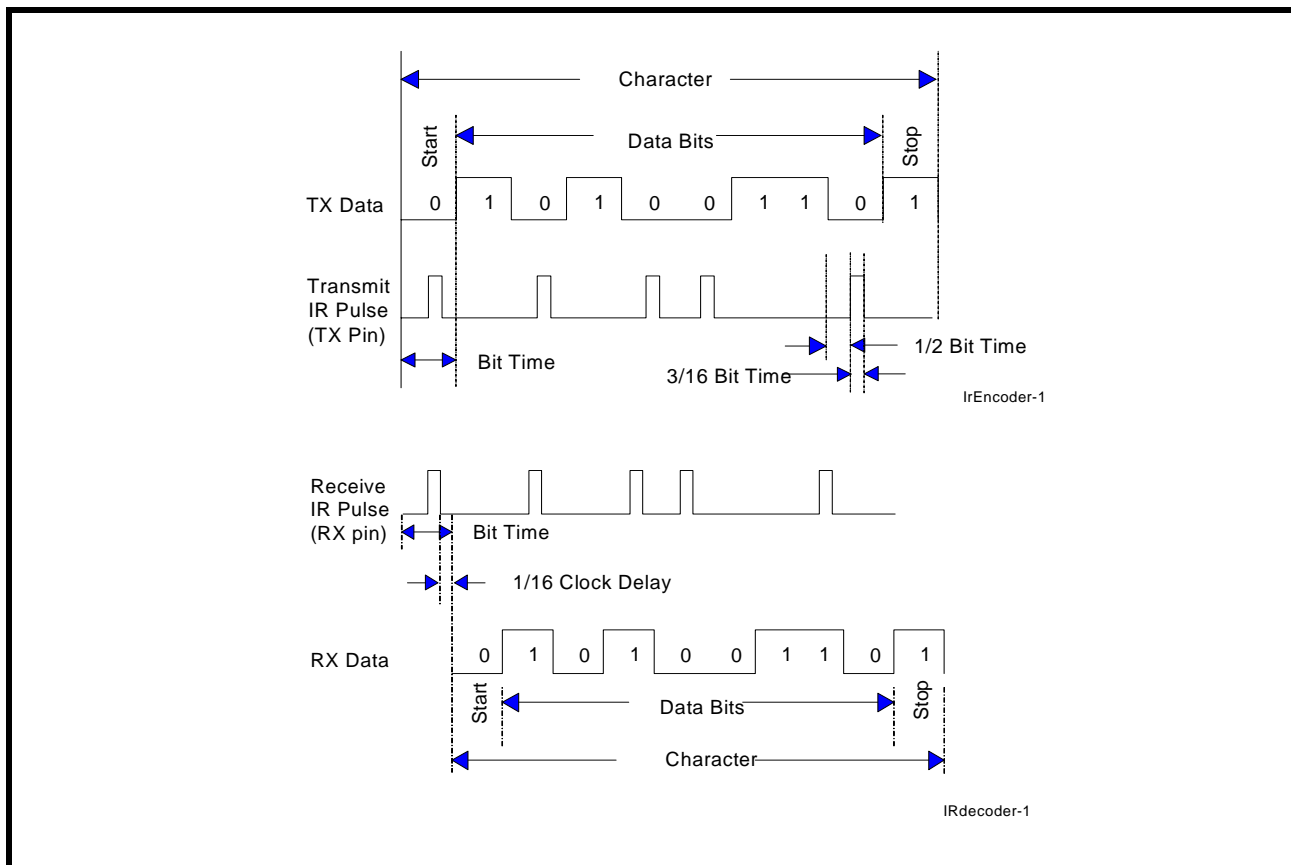 Character
Start
Data Bits
Stop
TX Data
0 1 0 1 0 0 1 1 0 1
Transmit
IR Pulse
(TX Pin)
Bit Time
1/2 Bit Time
3/16 Bit Time
IrEncoder-1
Receive
IR Pulse
(RX pin)
Bit Time
1/16 Clock Delay
RX Data
0 1 0 1 0 0 1 1 0 1
Start
Data Bits
Stop
Character
IRdecoder-1